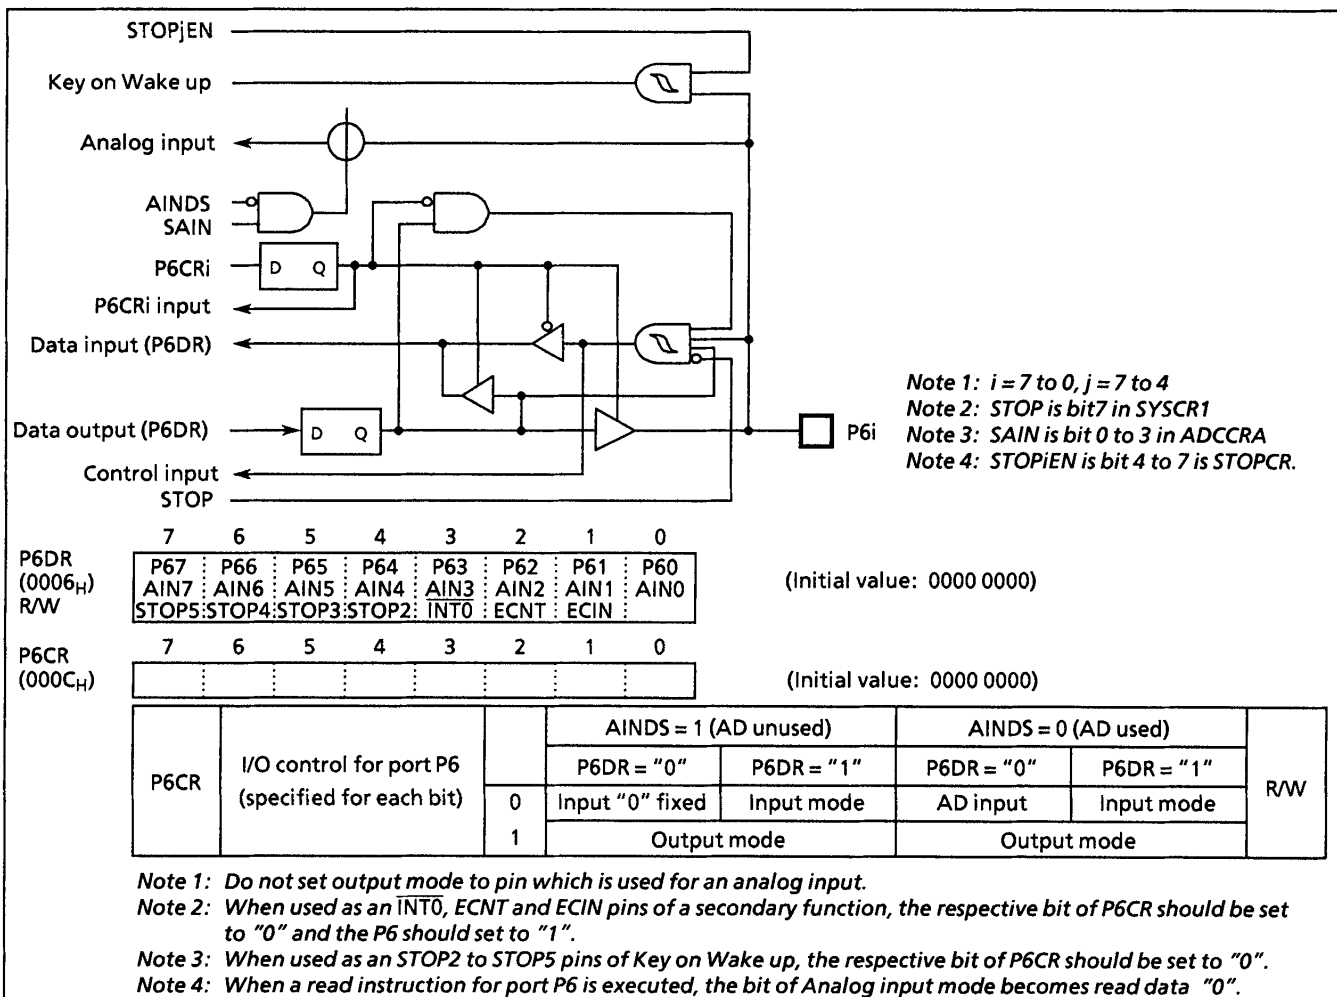 STOPjEN
Key on Wake up
Analog input
AINDS
SAIN
P6CRi
D Q
P6CRi input
Data input (P6DR)
Data output (P6DR)
D Q
Control input
STOP
P6i
Note 1: i = 7 to 0, j = 7 to 4
Note 2: STOP is bit7 in SYSCR1
Note 3: SAIN is bit 0 to 3 in ADCCRA
Note 4: STOPiEN is bit 4 to 7 is STOPCR.
7 6 5 4 3 2 1 0
P6DR
(0006H)
R/W
P67 P66 P65 P64 P63 P62 P61 P60
AIN7 AIN6 AIN5 AIN4 AIN3 AIN2 AIN1 AIN0
STOP5 STOP4 STOP3 STOP2 INT0 ECNT ECIN
(Initial value: 0000 0000)
7 6 5 4 3 2 1 0
P6CR
(000CH)
(Initial value: 0000 0000)
P6CR
I/O control for port P6
(specified for each bit)
AINDS = 1 (AD unused) AINDS = 0 (AD used)
P6DR = "0" P6DR = "1" P6DR = "0" P6DR = "1"
0 Input "0" fixed Input mode AD input Input mode
1 Output mode Output mode
R/W
Note 1: Do not set output mode to pin which is used for an analog input.
Note 2: When used as an INT0, ECNT and ECIN pins of a secondary function, the respective bit of P6CR should be set
to "0" and the P6 should set to "1".
Note 3: When used as an STOP2 to STOP5 pins of Key on Wake up, the respective bit of P6CR should be set to "0".
Note 4: When a read instruction for port P6 is executed, the bit of Analog input mode becomes read data "0".